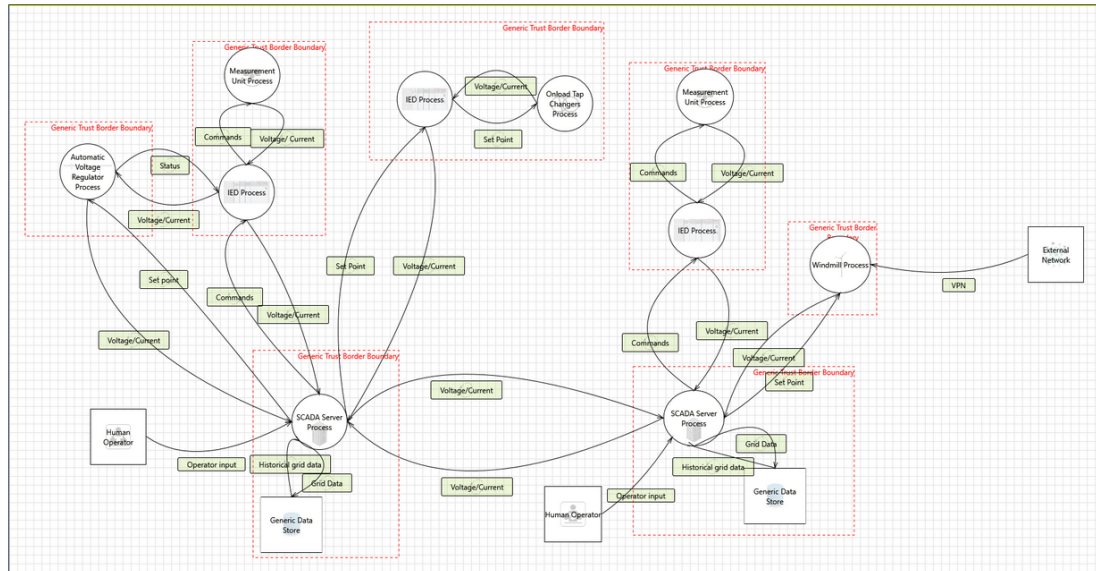 Generic Trust Border Boundary
Generic Trust Border Boundary
Measurement
Unit Process
Commands
Voltage/ Current
IED Process
Generic Trust Border Boundary
Automatic
Voltage
Regulator
Process
Status
Voltage/Current
Generic Trust Border Boundary
IED Process
Voltage/Current
Onload Tap
Changers
Process
Set Point
Generic Trust Border Boundary
Measurement
Unit Process
Commands
Voltage/Current
IED Process
Generic Trust Border
Boundary
Windmill Process
VPN
External
Network
Set point
Commands
Voltage/Current
Voltage/Current
Set Point
Voltage/Current
Commands
Voltage/Current
Voltage/Current
Set Point
Generic Trust Border Boundary
SCADA Server
Process
Human
Operator
Operator input
Historical grid data
Grid Data
Generic Data
Store
Voltage/Current
Voltage/Current
Generic Trust Border Boundary
SCADA Server
Process
Grid Data
Historical grid data
Operator input
Human Operator
Generic Data
Store